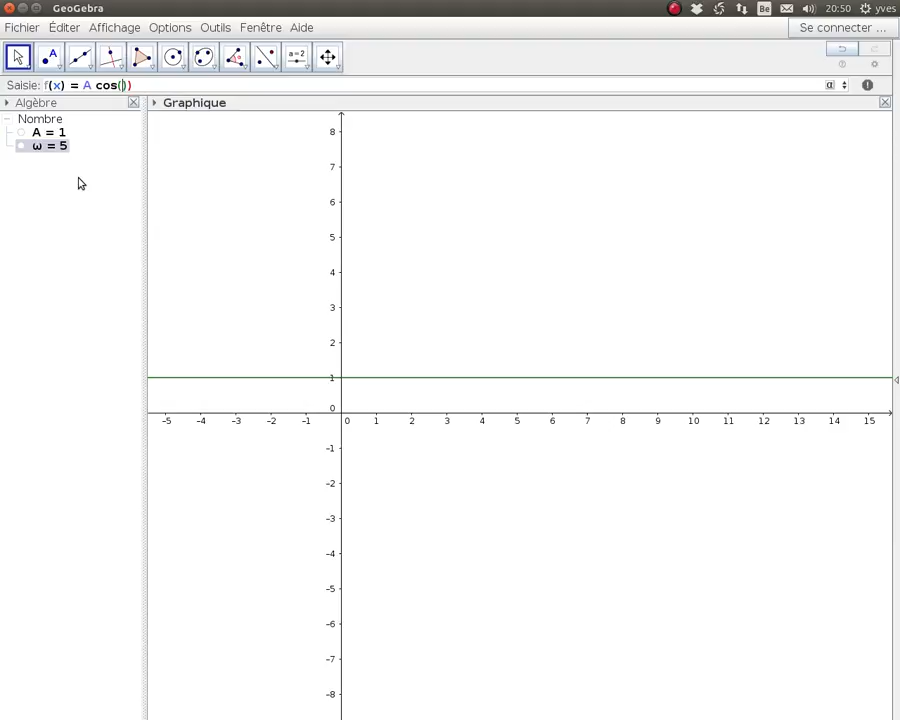 GeoGebra
Be
20:50
yves
Fichier Éditer Affichage Options Outils Fenêtre Aide
Se connecter ...
A
a=2
Saisie: f(x) = A cos())
α
Algèbre
Graphique
Nombre
A = 1
ω = 5
8
7
6
5
4
3
2
1
0
-5 -4 -3 -2 -1 0 1 2 3 4 5 6 7 8 9 10 11 12 13 14 15
-1
-2
-3
-4
-5
-6
-7
-8